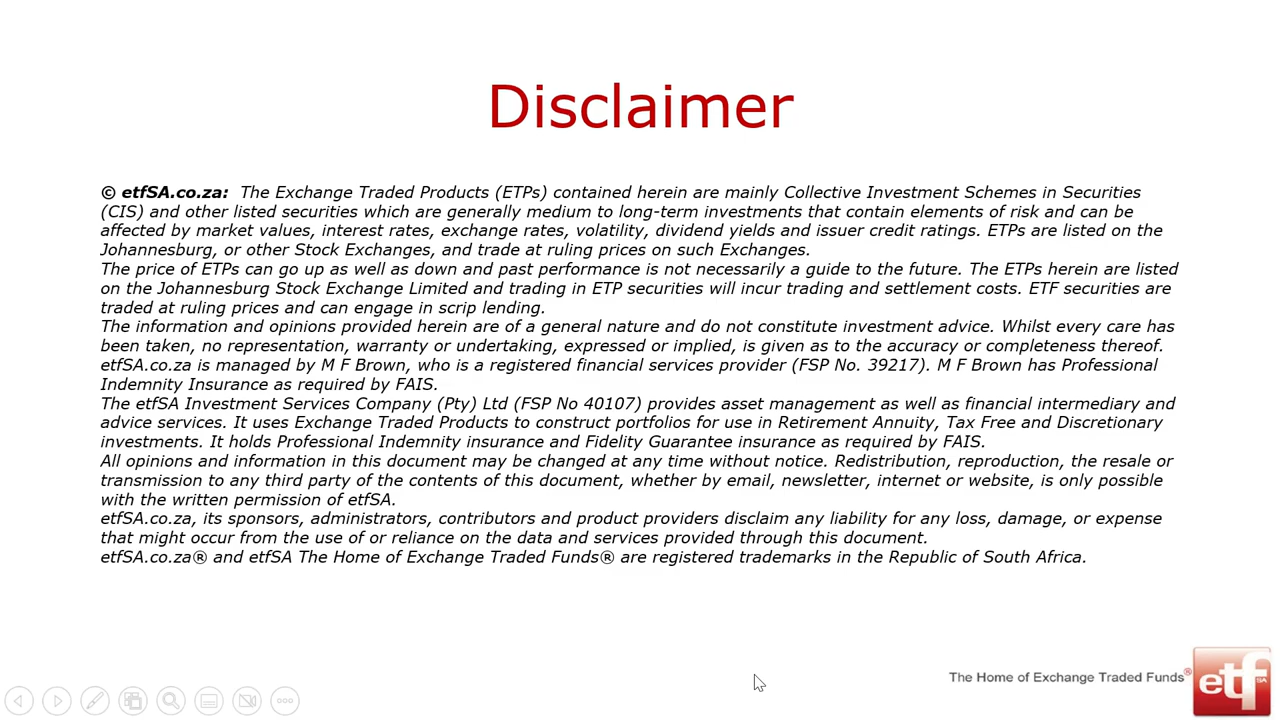 Disclaimer
© etfSA.co.za: The Exchange Traded Products (ETPs) contained herein are mainly Collective Investment Schemes in Securities
(CIS) and other listed securities which are generally medium to long-term investments that contain elements of risk and can be
affected by market values, interest rates, exchange rates, volatility, dividend yields and issuer credit ratings. ETPs are listed on the
Johannesburg, or other Stock Exchanges, and trade at ruling prices on such Exchanges.
The price of ETPs can go up as well as down and past performance is not necessarily a guide to the future. The ETPs herein are listed
on the Johannesburg Stock Exchange Limited and trading in ETP securities will incur trading and settlement costs. ETF securities are
traded at ruling prices and can engage in scrip lending.
The information and opinions provided herein are of a general nature and do not constitute investment advice. Whilst every care has
been taken, no representation, warranty or undertaking, expressed or implied, is given as to the accuracy or completeness thereof.
etfSA.co.za is managed by M F Brown, who is a registered financial services provider (FSP No. 39217). M F Brown has Professional
Indemnity Insurance as required by FAIS.
The etfSA Investment Services Company (Pty) Ltd (FSP No 40107) provides asset management as well as financial intermediary and
advice services. It uses Exchange Traded Products to construct portfolios for use in Retirement Annuity, Tax Free and Discretionary
investments. It holds Professional Indemnity insurance and Fidelity Guarantee insurance as required by FAIS.
All opinions and information in this document may be changed at any time without notice. Redistribution, reproduction, the resale or
transmission to any third party of the contents of this document, whether by email, newsletter, internet or website, is only possible
with the written permission of etfSA.
etfSA.co.za, its sponsors, administrators, contributors and product providers disclaim any liability for any loss, damage, or expense
that might occur from the use of or reliance on the data and services provided through this document.
etfSA.co.za® and etfSA The Home of Exchange Traded Funds® are registered trademarks in the Republic of South Africa.
The Home of Exchange Traded Funds®
etfSA